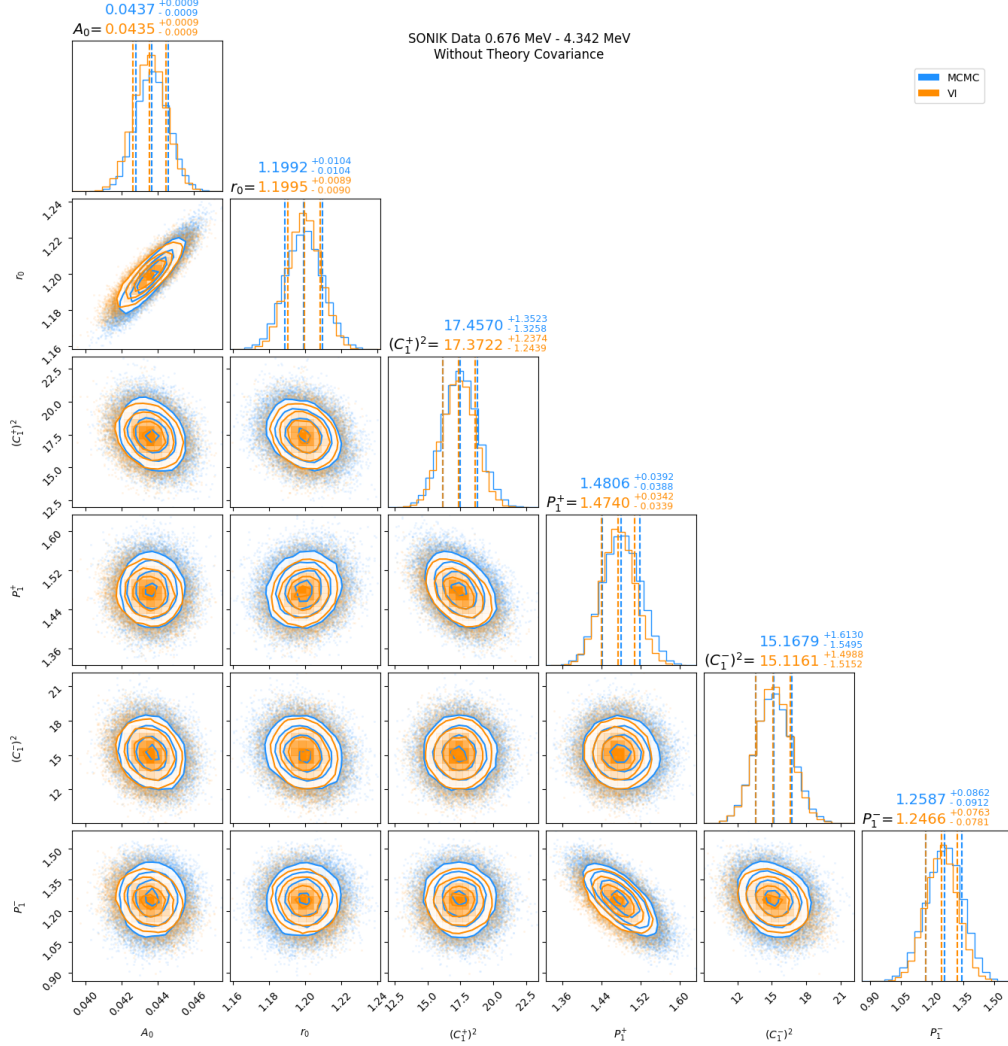 0.0437 +0.0009 - 0.0009
A₀= 0.0435 +0.0009 - 0.0009
SONIK Data 0.676 MeV - 4.342 MeV
Without Theory Covariance
MCMC
VI
1.1992 +0.0104 - 0.0104
r₀= 1.1995 +0.0089 - 0.0090
1.24
1.22
1.20
1.18
1.16
r₀
17.4570 +1.3523 - 1.3258
(C₁⁺)²= 17.3722 +1.2374 - 1.2439
22.5
20.0
17.5
15.0
12.5
(C₁⁺)²
1.4806 +0.0392 - 0.0388
P₁⁺= 1.4740 +0.0342 - 0.0339
1.60
1.52
1.44
1.36
P₁⁺
15.1679 +1.6130 - 1.5495
(C₁⁻)²= 15.1161 +1.4988 - 1.5152
21
18
15
12
(C₁⁻)²
1.2587 +0.0862 - 0.0912
P₁⁻= 1.2466 +0.0763 - 0.0781
1.50
1.35
1.20
1.05
0.90
P₁⁻
0.040 0.042 0.044 0.046
1.16 1.18 1.20 1.22 1.24
12.5 15.0 17.5 20.0 22.5
1.36 1.44 1.52 1.60
12 15 18 21
0.90 1.05 1.20 1.35 1.50
A₀ r₀ (C₁⁺)² P₁⁺ (C₁⁻)² P₁⁻